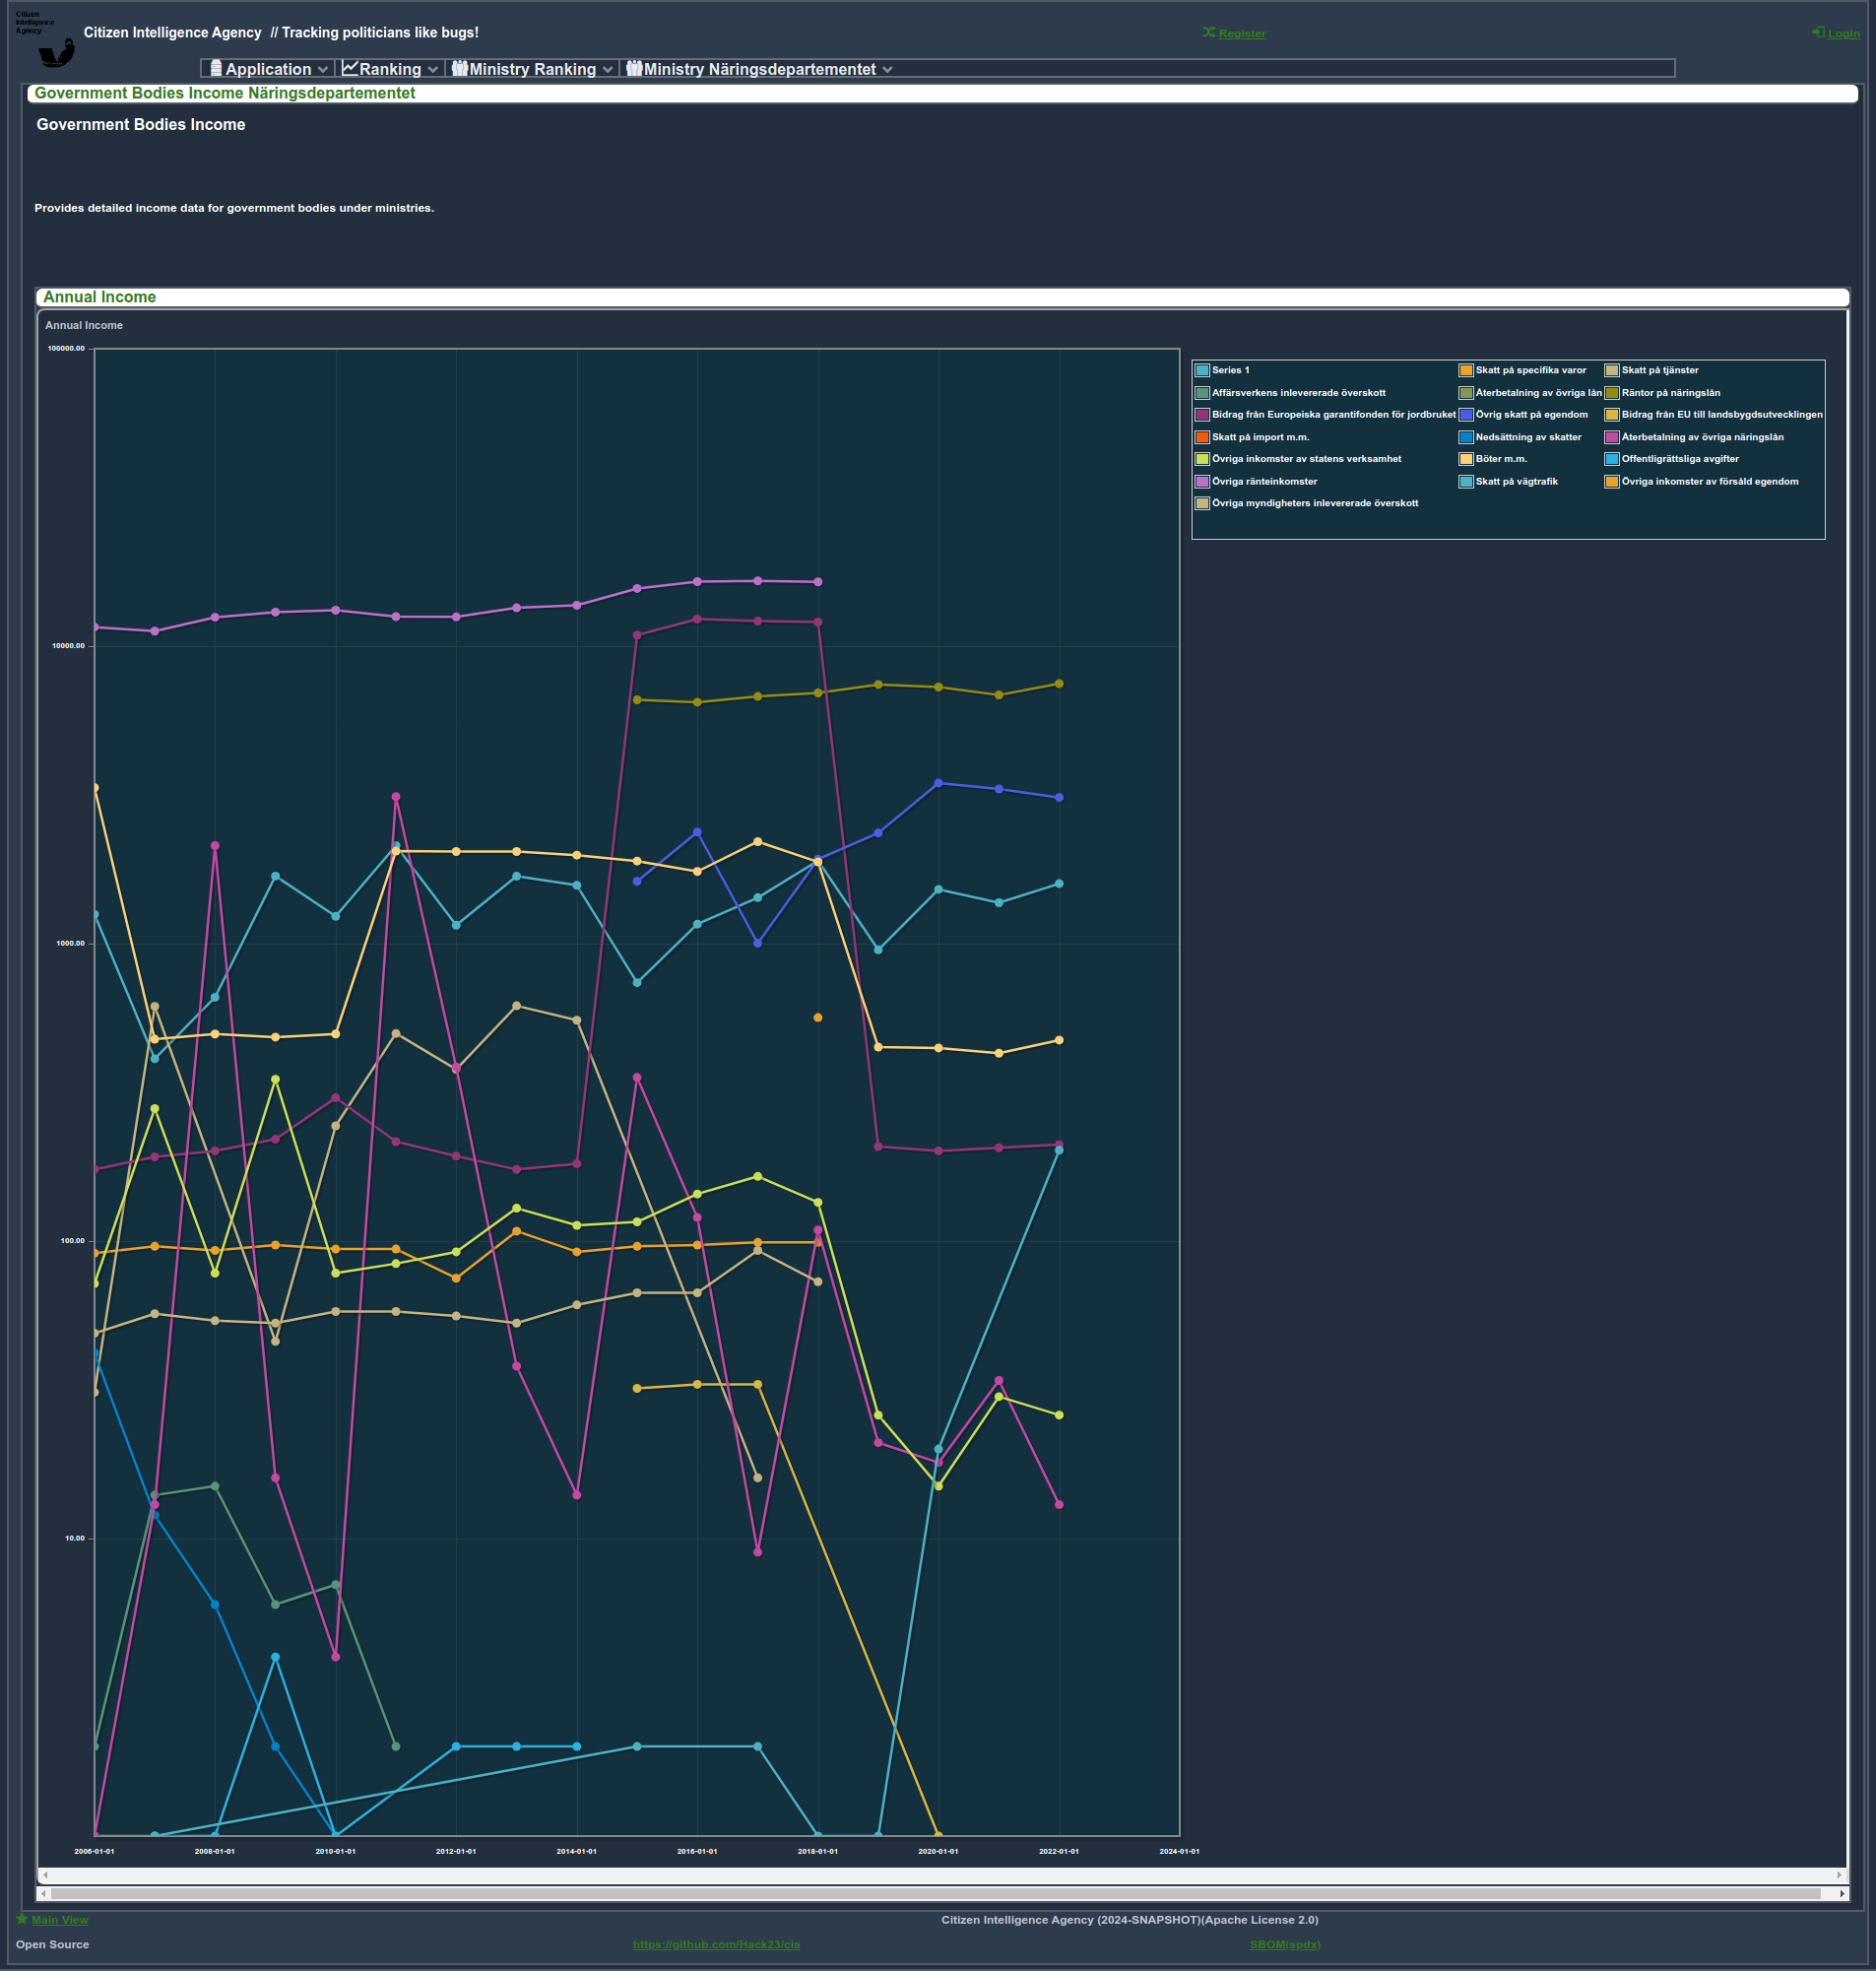 Citizen
Intelligence
Agency
Citizen Intelligence Agency // Tracking politicians like bugs!
Register
Login
Application
Ranking
Ministry Ranking
Ministry Näringsdepartementet
Government Bodies Income Näringsdepartementet
Government Bodies Income
Provides detailed income data for government bodies under ministries.
Annual Income
Annual Income
100000.00
10000.00
1000.00
100.00
10.00
2006-01-01
2008-01-01
2010-01-01
2012-01-01
2014-01-01
2016-01-01
2018-01-01
2020-01-01
2022-01-01
2024-01-01
Series 1
Skatt på specifika varor
Skatt på tjänster
Affärsverkens inlevererade överskott
Återbetalning av övriga lån
Räntor på näringslån
Bidrag från Europeiska garantifonden för jordbruket
Övrig skatt på egendom
Bidrag från EU till landsbygdsutvecklingen
Skatt på import m.m.
Nedsättning av skatter
Återbetalning av övriga näringslån
Övriga inkomster av statens verksamhet
Böter m.m.
Offentligrättsliga avgifter
Övriga ränteinkomster
Skatt på vägtrafik
Övriga inkomster av försåld egendom
Övriga myndigheters inlevererade överskott
Main View
Citizen Intelligence Agency (2024-SNAPSHOT)(Apache License 2.0)
Open Source
https://github.com/Hack23/cia
SBOM(spdx)